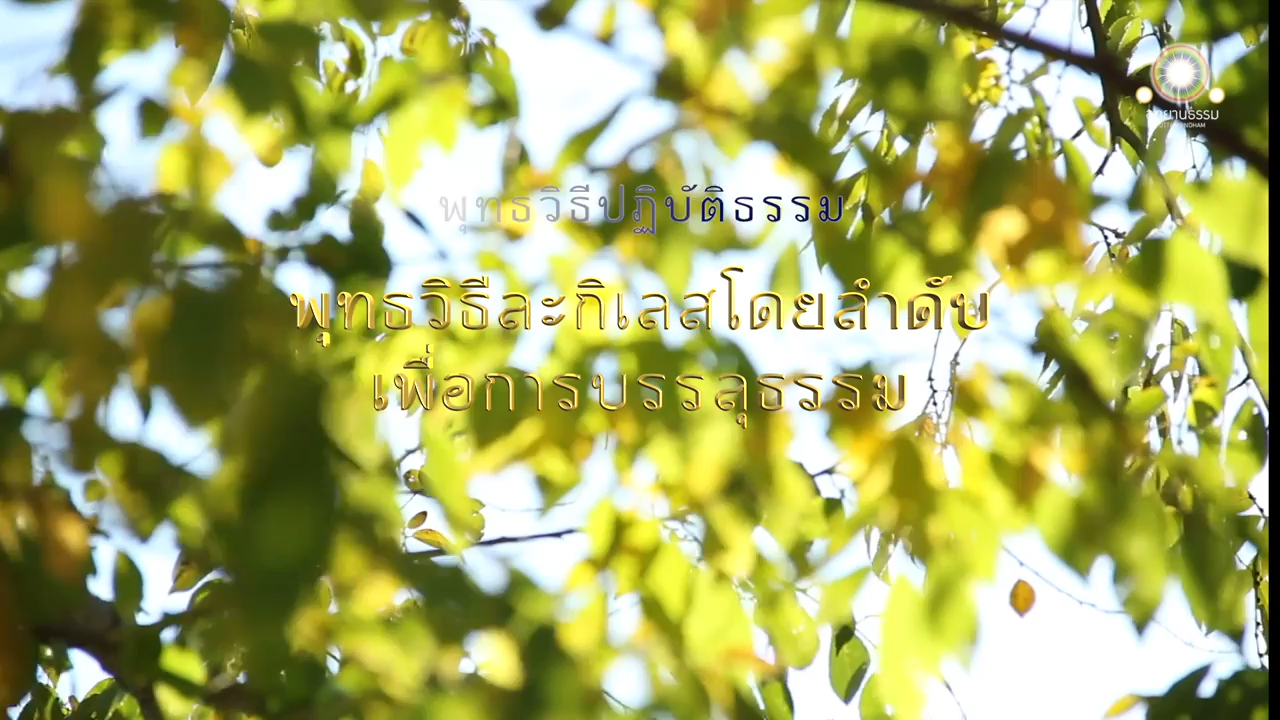 พุทธวิธีปฏิบัติธรรม
พุทธวิธีละกิเลสโดยลำดับ
เพื่อการบรรลุธรรม